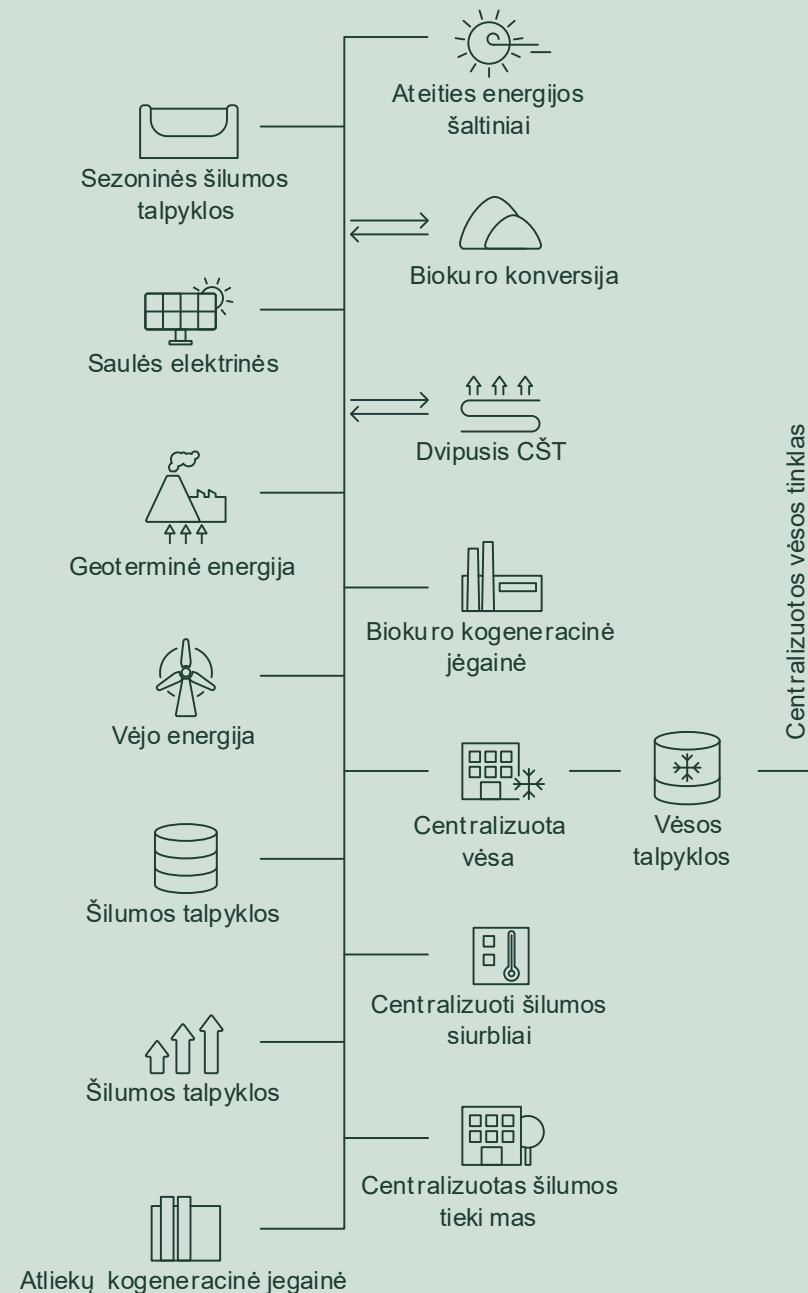 Ateities energijos
šaltiniai
Sezoninės šilumos
talpyklos
Biokuro konversija
Saulės elektrinės
Dvipusis CŠT
Geoterminė energija
Biokuro kogeneracinė
jėgainė
Vėjo energija
Centralizuotos vėsos tinklas
Centralizuota
vėsa
Vėsos
talpyklos
Šilumos talpyklos
Centralizuoti šilumos
siurbliai
Šilumos talpyklos
Centralizuotas šilumos
tieki mas
Atliekų kogeneracinė jegainė